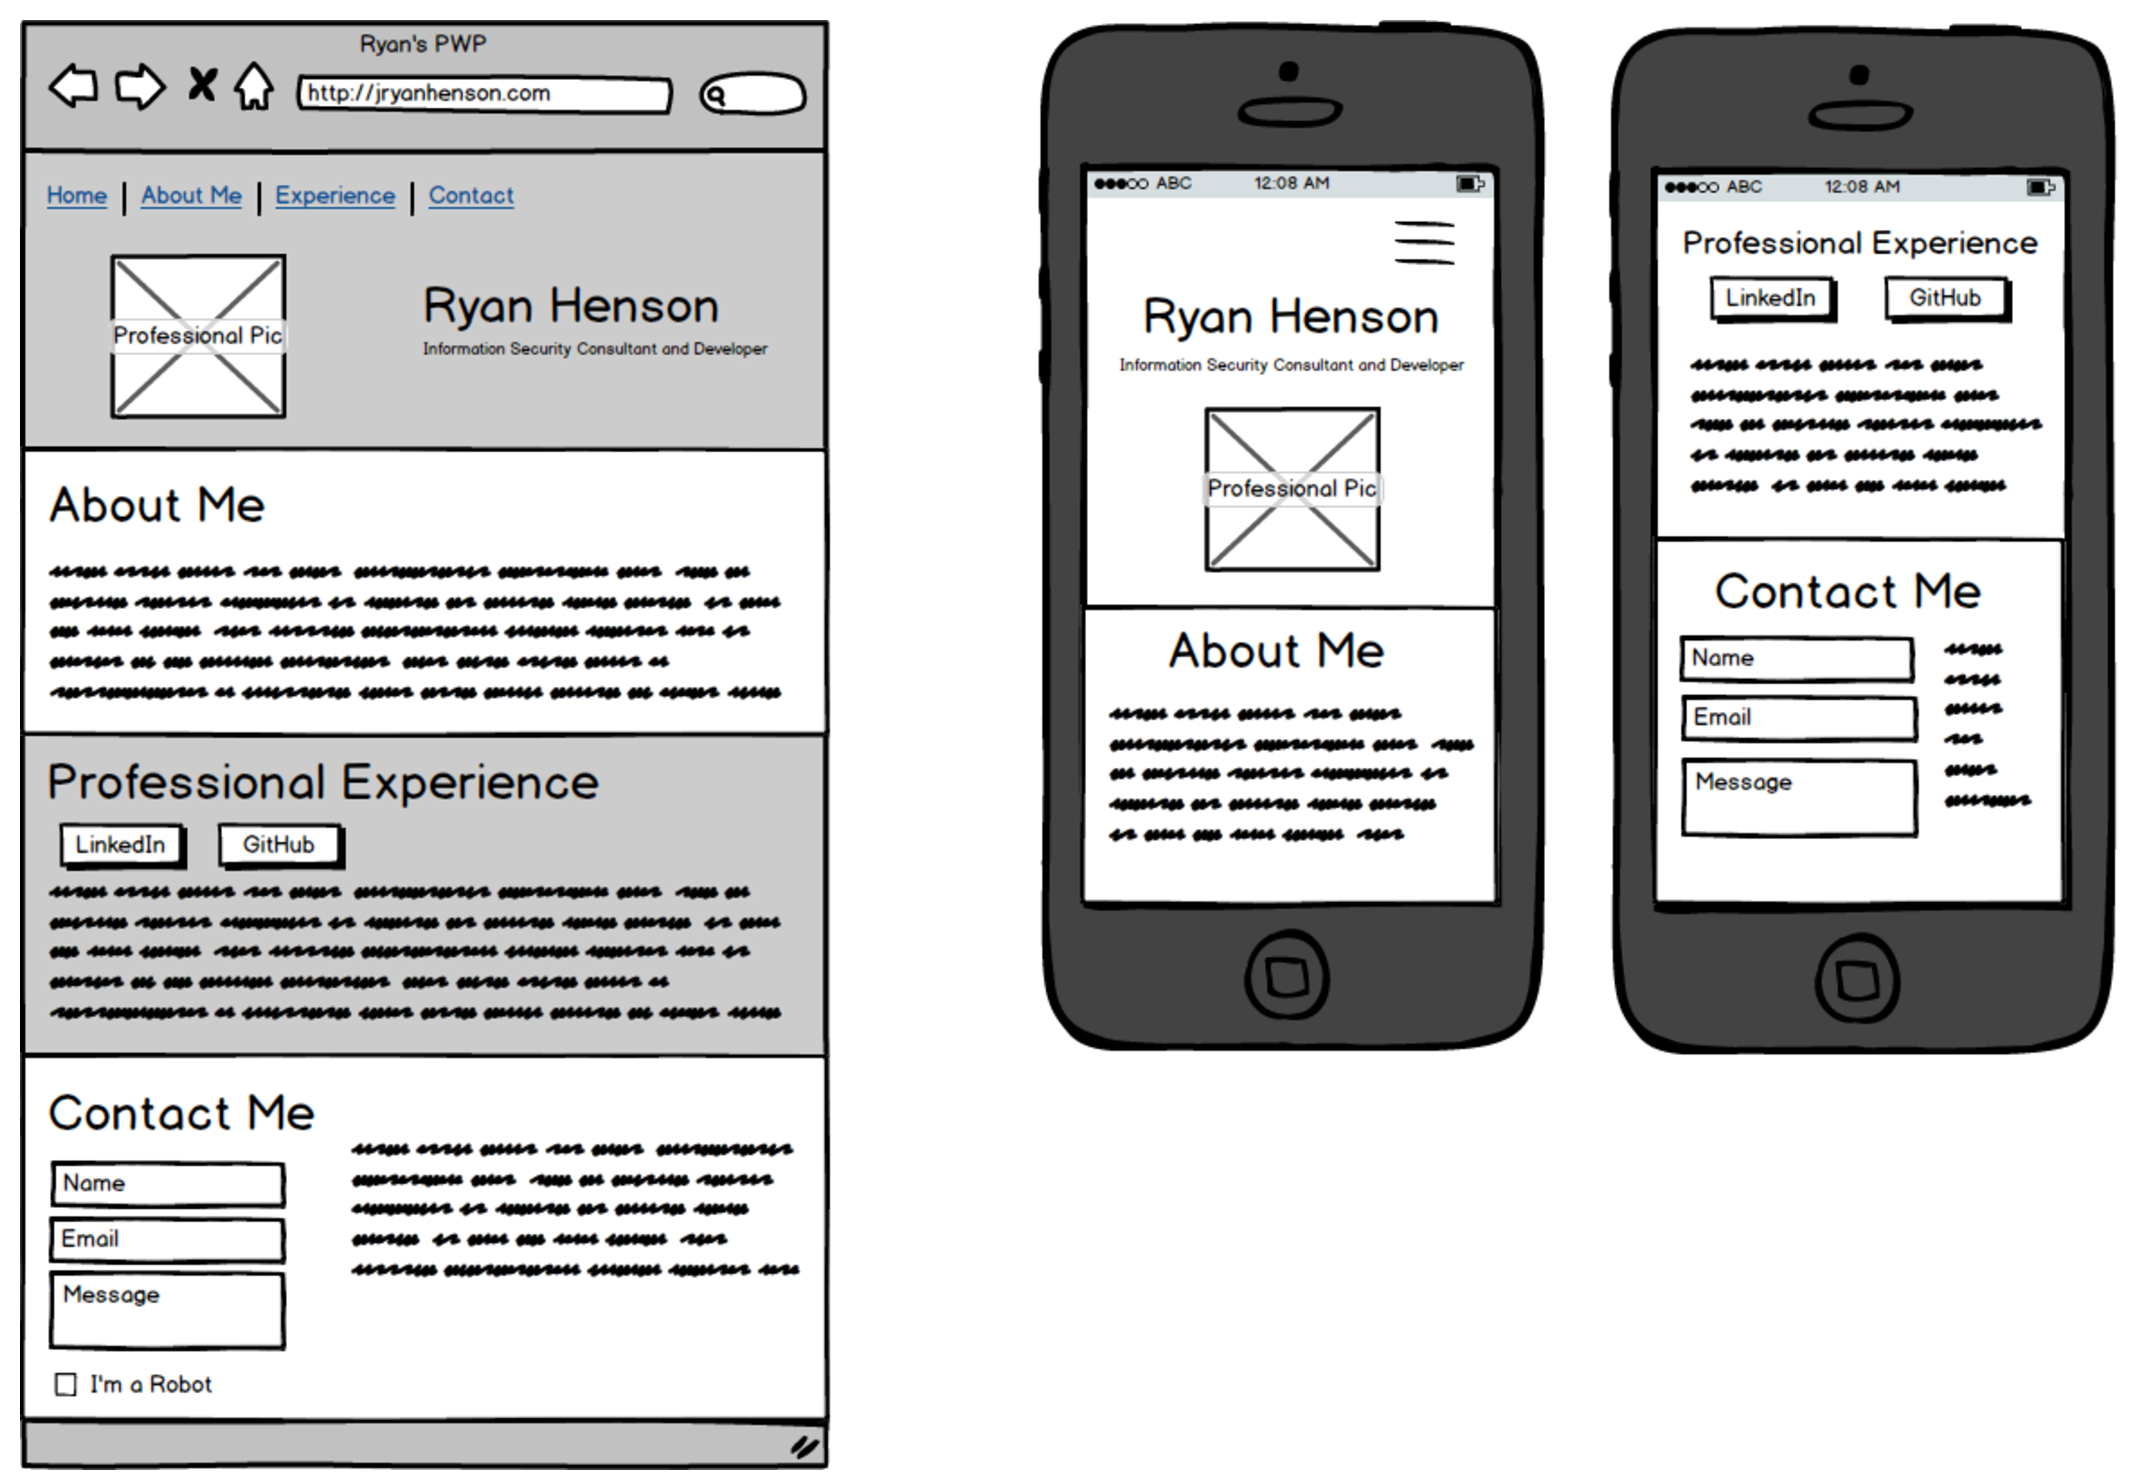 Ryan's PWP
http://jryanhenson.com
Home | About Me | Experience | Contact
Professional Pic
Ryan Henson
Information Security Consultant and Developer
About Me
Professional Experience
LinkedIn GitHub
Contact Me
Name
Email
Message
I'm a Robot
ABC 12:08 AM
Ryan Henson
Information Security Consultant and Developer
Professional Pic
About Me
ABC 12:08 AM
Professional Experience
LinkedIn GitHub
Contact Me
Name
Email
Message